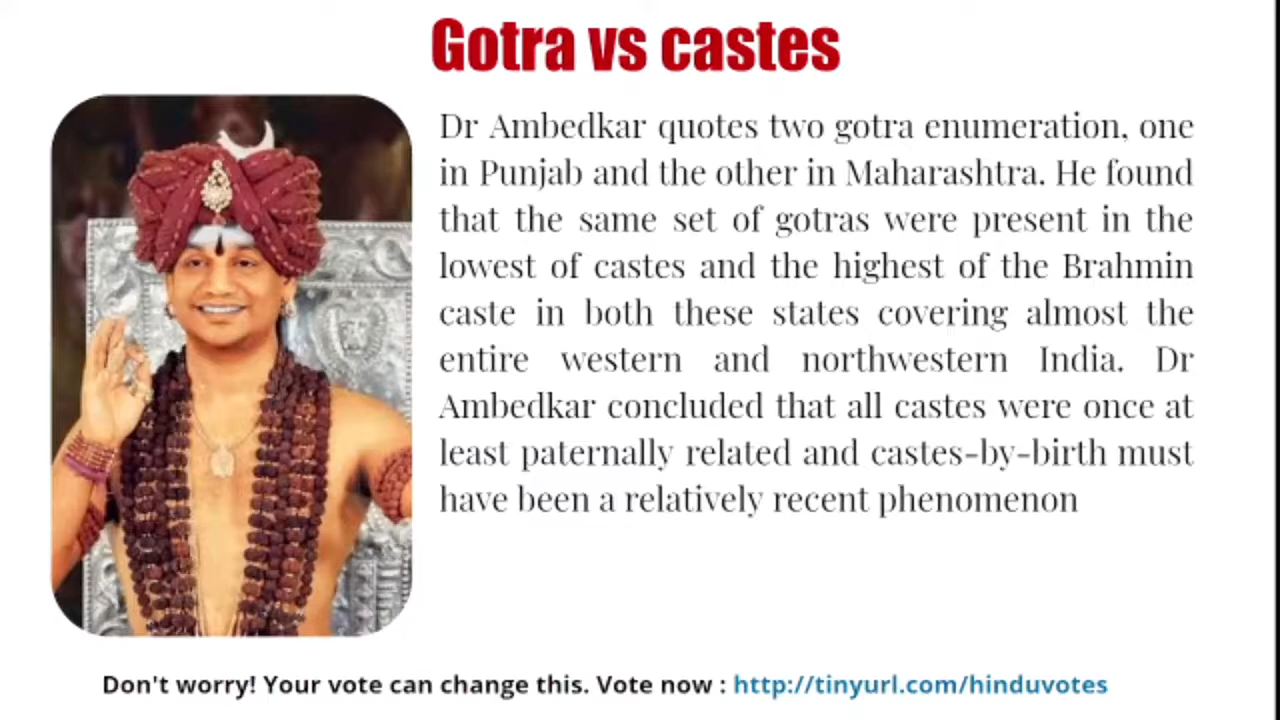 Gotra vs castes
Dr Ambedkar quotes two gotra enumeration, one
in Punjab and the other in Maharashtra. He found
that the same set of gotras were present in the
lowest of castes and the highest of the Brahmin
caste in both these states covering almost the
entire western and northwestern India. Dr
Ambedkar concluded that all castes were once at
least paternally related and castes-by-birth must
have been a relatively recent phenomenon
Don't worry! Your vote can change this. Vote now : http://tinyurl.com/hinduvotes